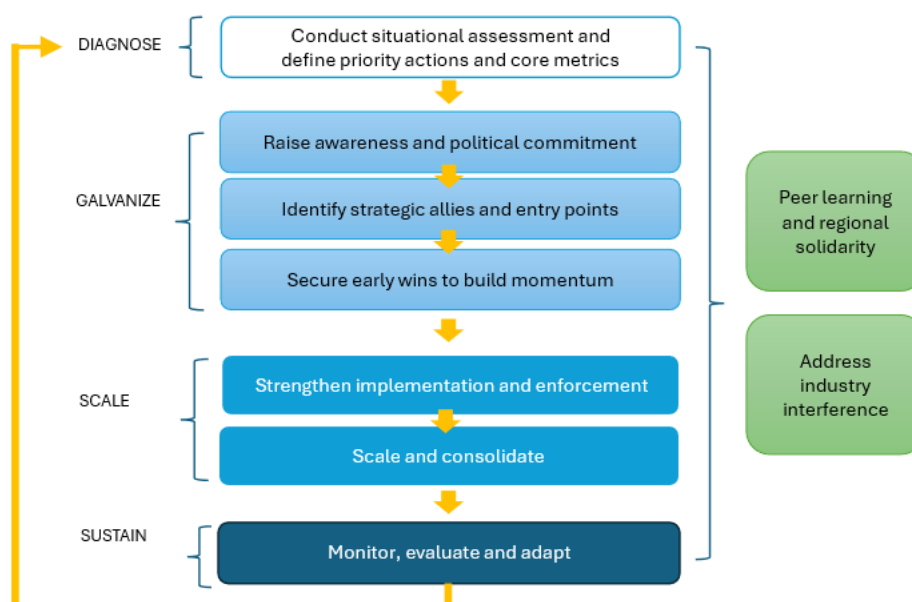 DIAGNOSE
Conduct situational assessment and
define priority actions and core metrics
GALVANIZE
Raise awareness and political commitment
Identify strategic allies and entry points
Secure early wins to build momentum
SCALE
Strengthen implementation and enforcement
Scale and consolidate
SUSTAIN
Monitor, evaluate and adapt
Peer learning
and regional
solidarity
Address
industry
interference